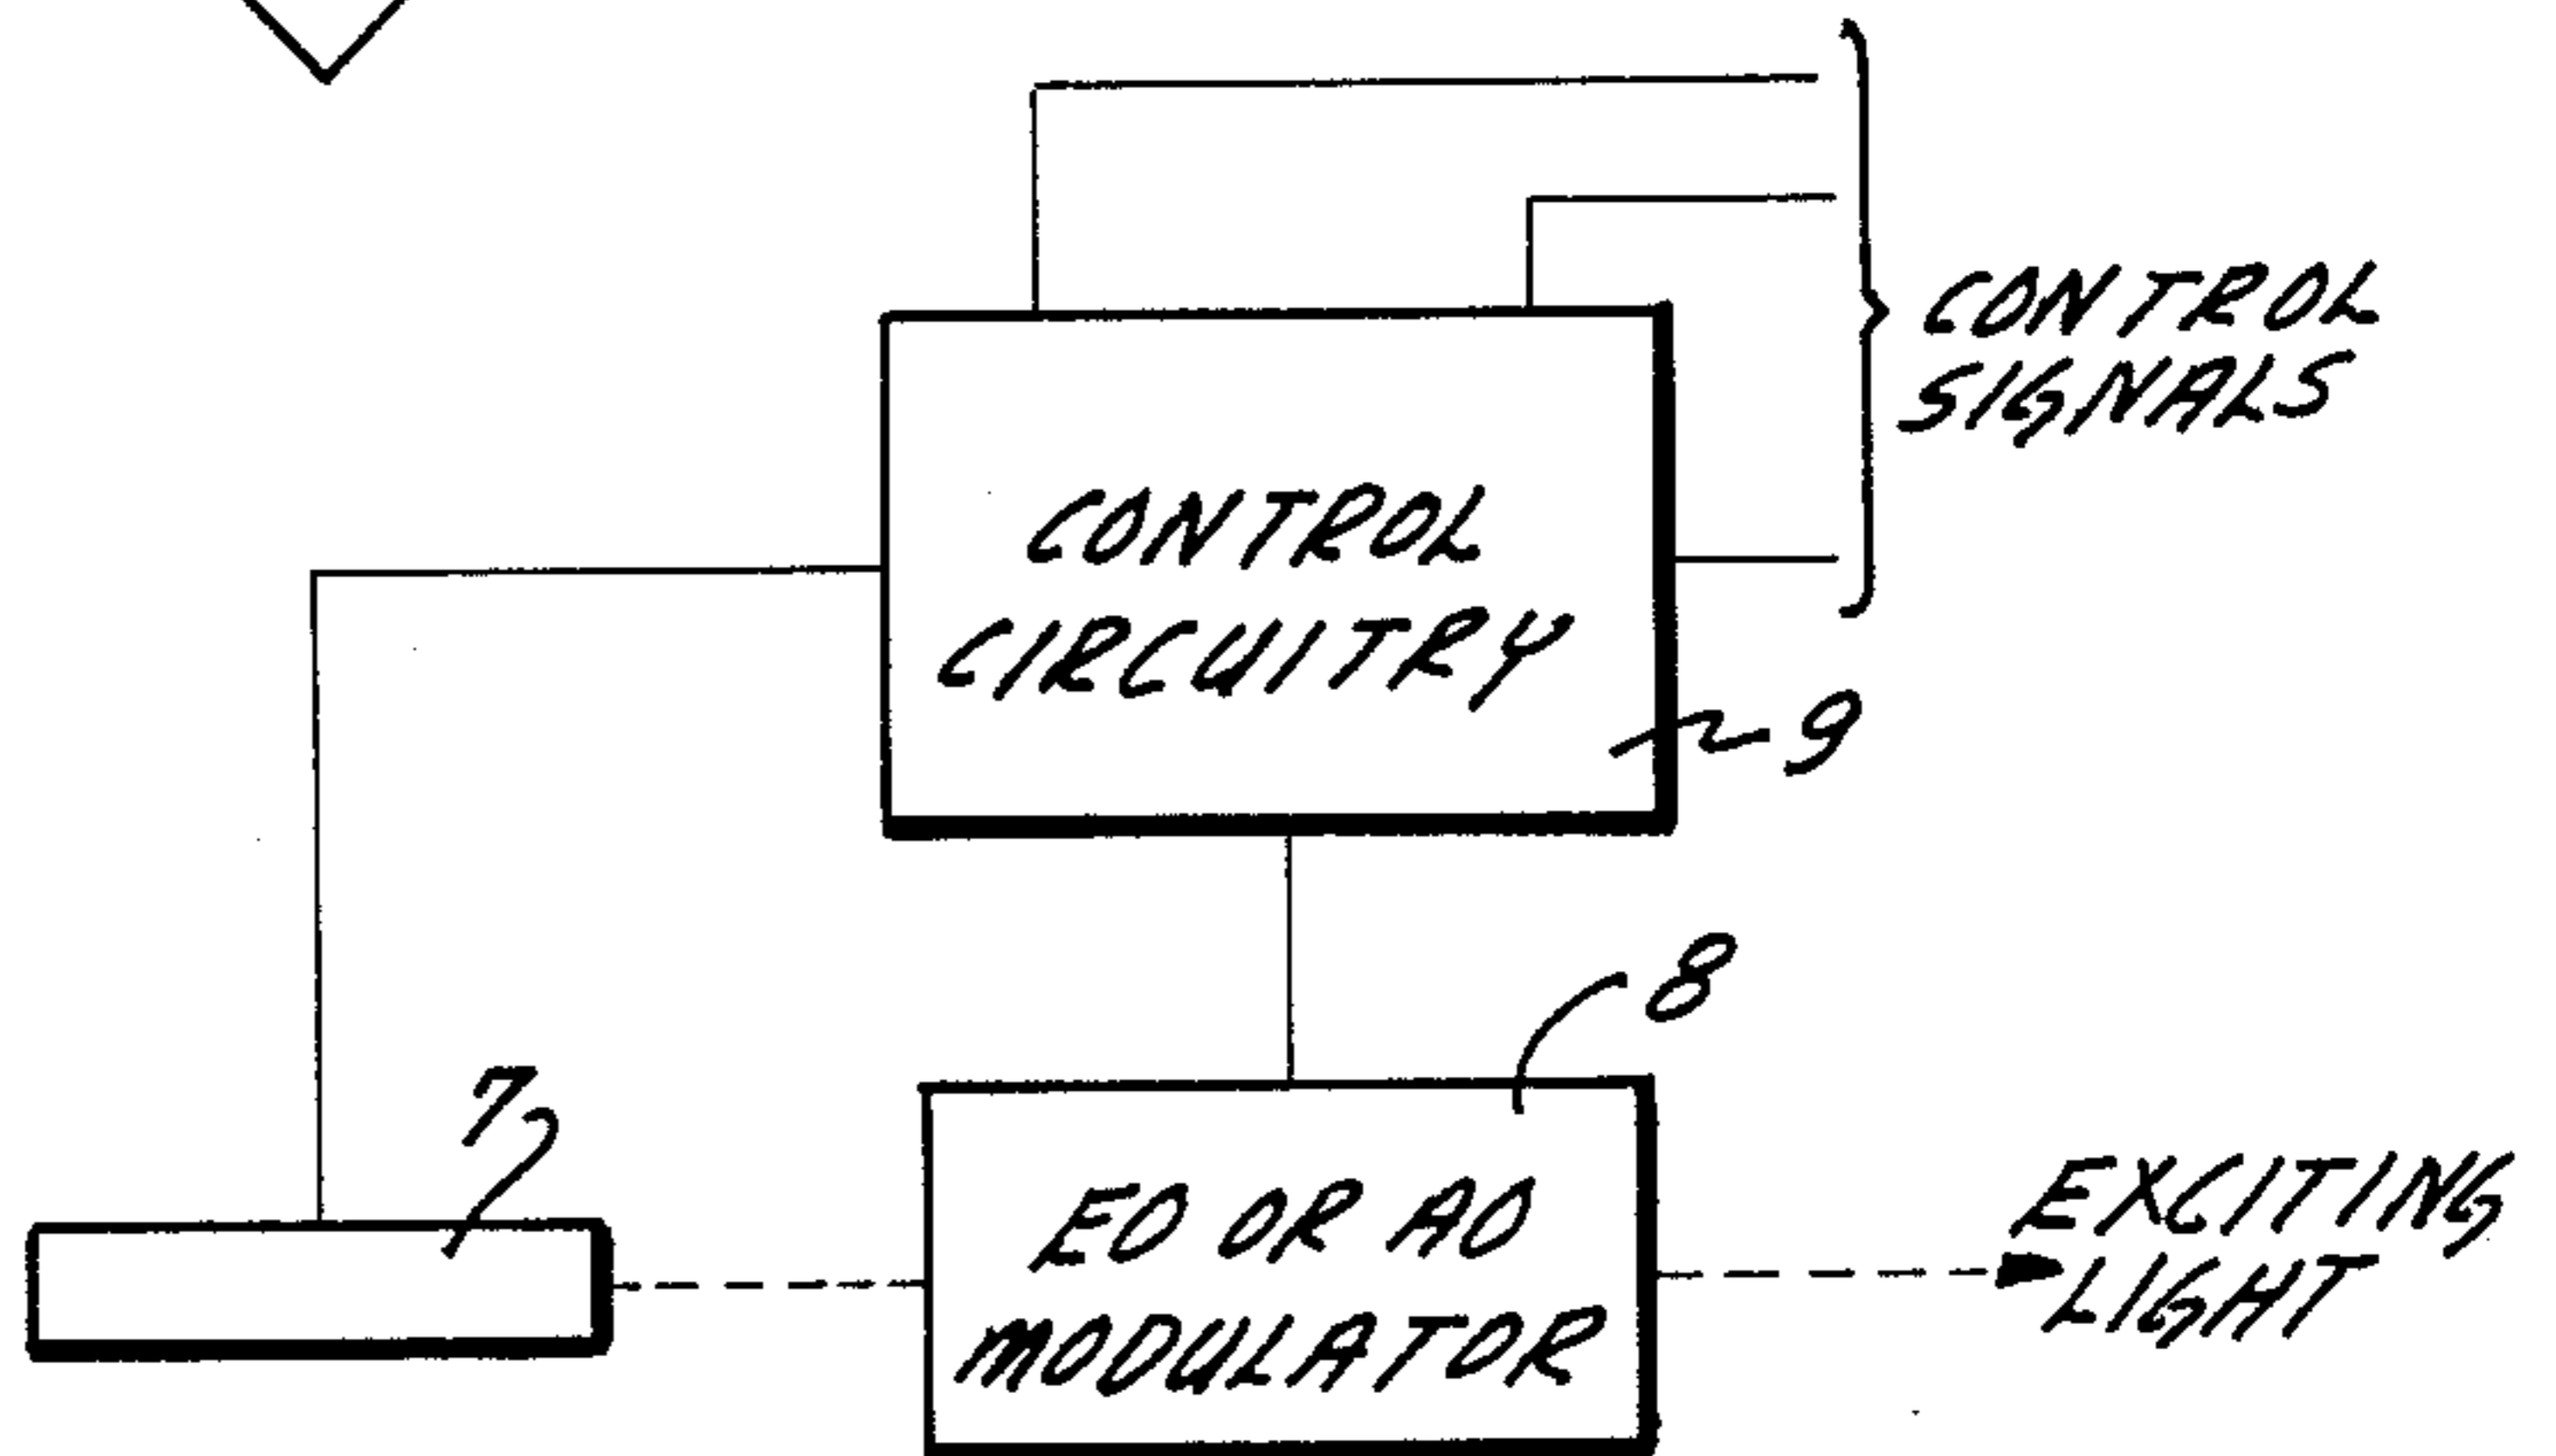 CONTROL
SIGNALS
CONTROL
CIRCUITRY
9
8
7
EO OR AO
MODULATOR
EXCITING
LIGHT